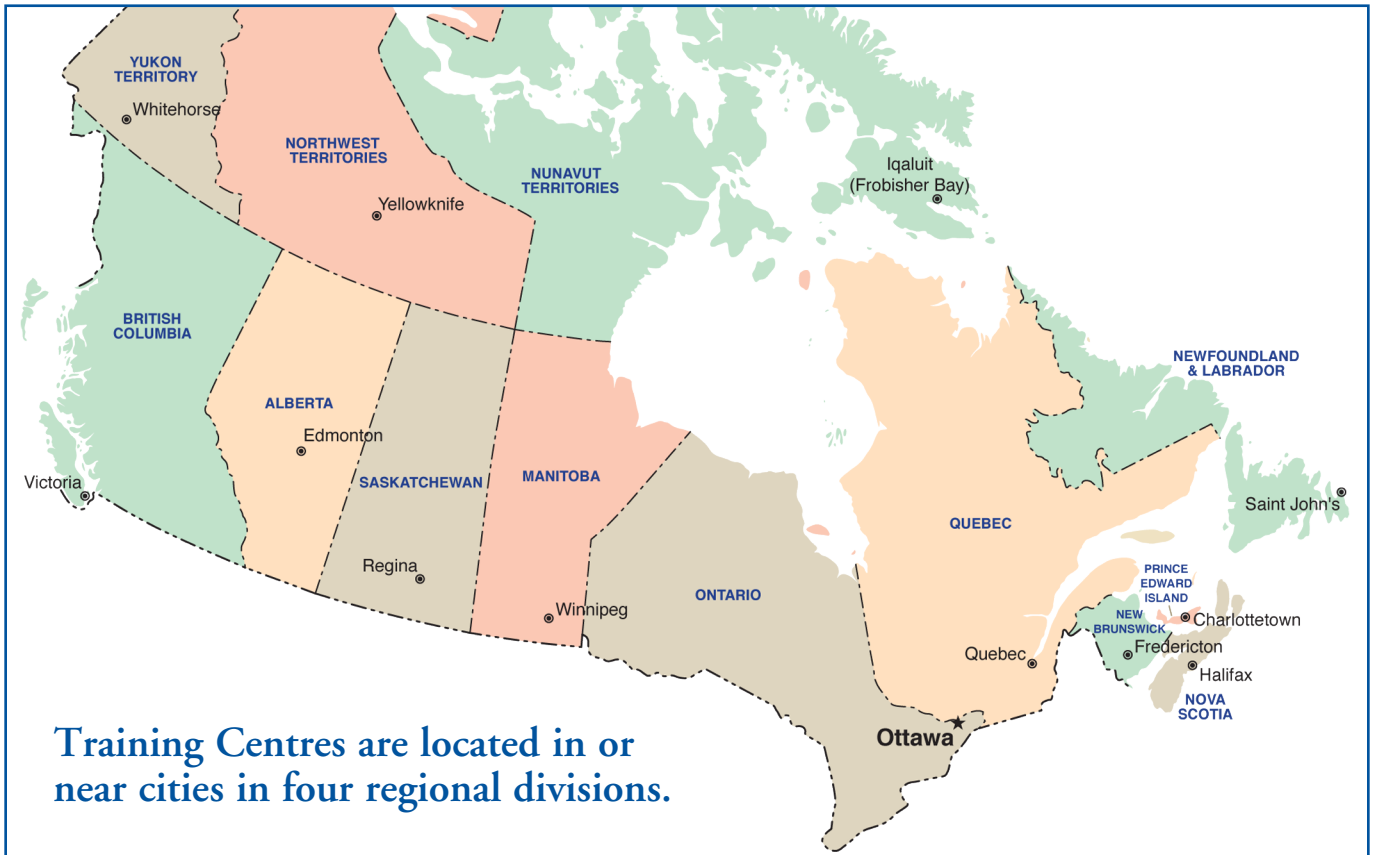 YUKON
TERRITORY
Whitehorse
NORTHWEST
TERRITORIES
Yellowknife
NUNAVUT
TERRITORIES
Iqaluit
(Frobisher Bay)
BRITISH
COLUMBIA
Victoria
ALBERTA
Edmonton
SASKATCHEWAN
Regina
MANITOBA
Winnipeg
ONTARIO
Ottawa
QUEBEC
Quebec
NEWFOUNDLAND
& LABRADOR
Saint John's
PRINCE
EDWARD
ISLAND
Charlottetown
NEW
BRUNSWICK
Fredericton
Halifax
NOVA
SCOTIA
Training Centres are located in or
near cities in four regional divisions.